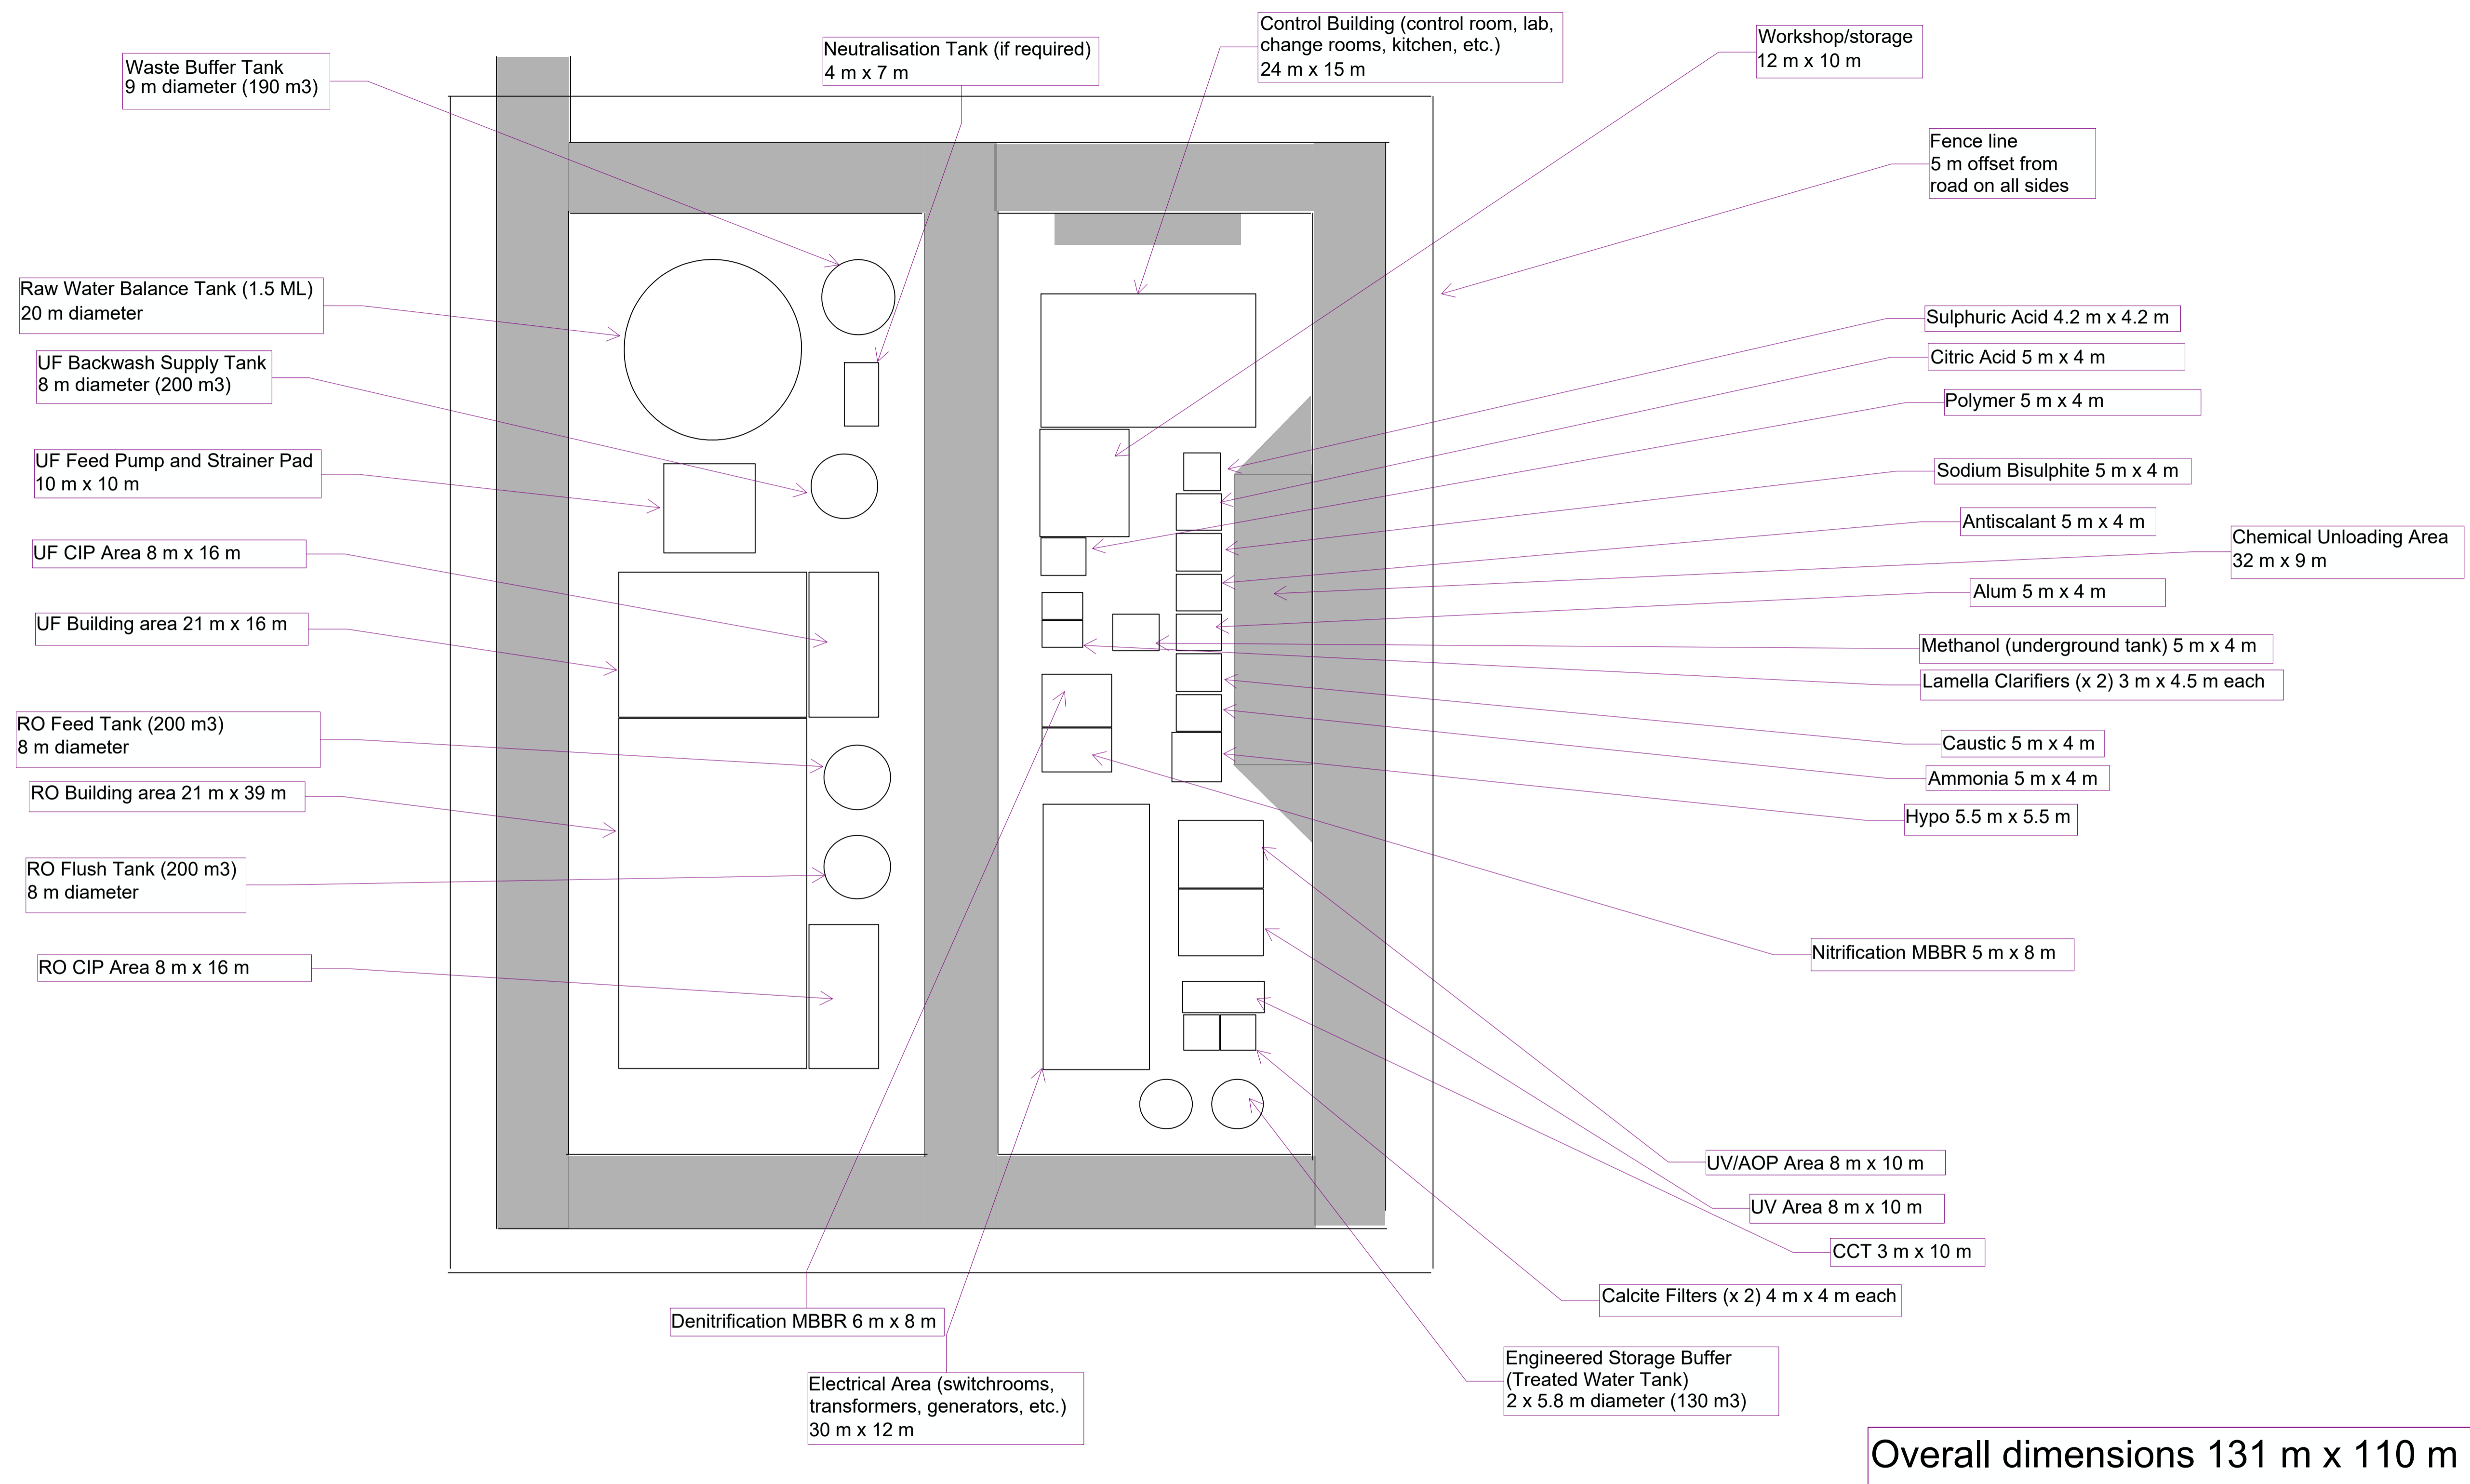 Waste Buffer Tank
9 m diameter (190 m3)
Neutralisation Tank (if required)
4 m x 7 m
Control Building (control room, lab,
change rooms, kitchen, etc.)
24 m x 15 m
Workshop/storage
12 m x 10 m
Fence line
5 m offset from
road on all sides
Raw Water Balance Tank (1.5 ML)
20 m diameter
UF Backwash Supply Tank
8 m diameter (200 m3)
UF Feed Pump and Strainer Pad
10 m x 10 m
UF CIP Area 8 m x 16 m
UF Building area 21 m x 16 m
RO Feed Tank (200 m3)
8 m diameter
RO Building area 21 m x 39 m
RO Flush Tank (200 m3)
8 m diameter
RO CIP Area 8 m x 16 m
Sulphuric Acid 4.2 m x 4.2 m
Citric Acid 5 m x 4 m
Polymer 5 m x 4 m
Sodium Bisulphite 5 m x 4 m
Antiscalant 5 m x 4 m
Chemical Unloading Area
32 m x 9 m
Alum 5 m x 4 m
Methanol (underground tank) 5 m x 4 m
Lamella Clarifiers (x 2) 3 m x 4.5 m each
Caustic 5 m x 4 m
Ammonia 5 m x 4 m
Hypo 5.5 m x 5.5 m
Nitrification MBBR 5 m x 8 m
UV/AOP Area 8 m x 10 m
UV Area 8 m x 10 m
CCT 3 m x 10 m
Calcite Filters (x 2) 4 m x 4 m each
Denitrification MBBR 6 m x 8 m
Engineered Storage Buffer
(Treated Water Tank)
2 x 5.8 m diameter (130 m3)
Electrical Area (switchrooms,
transformers, generators, etc.)
30 m x 12 m
Overall dimensions 131 m x 110 m